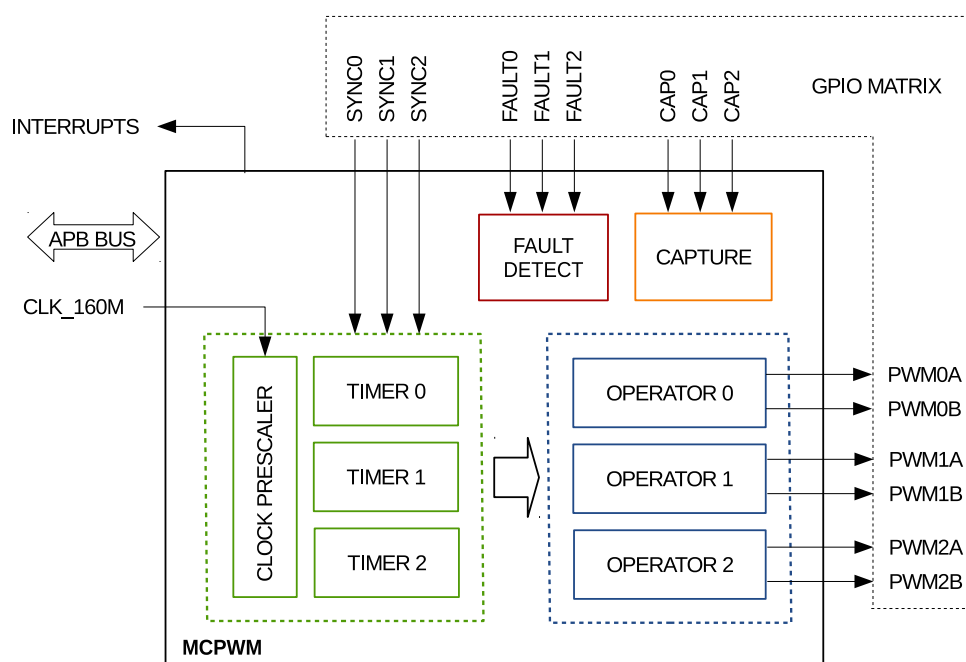 SYNC0
SYNC1
SYNC2
FAULT0
FAULT1
FAULT2
CAP0
CAP1
CAP2
GPIO MATRIX
INTERRUPTS
APB BUS
FAULT
DETECT
CAPTURE
CLK_160M
CLOCK PRESCALER
TIMER 0
TIMER 1
TIMER 2
OPERATOR 0
OPERATOR 1
OPERATOR 2
PWM0A
PWM0B
PWM1A
PWM1B
PWM2A
PWM2B
MCPWM